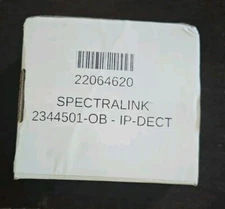 22064620
SPECTRALINK
2344501-OB - IP-DECT